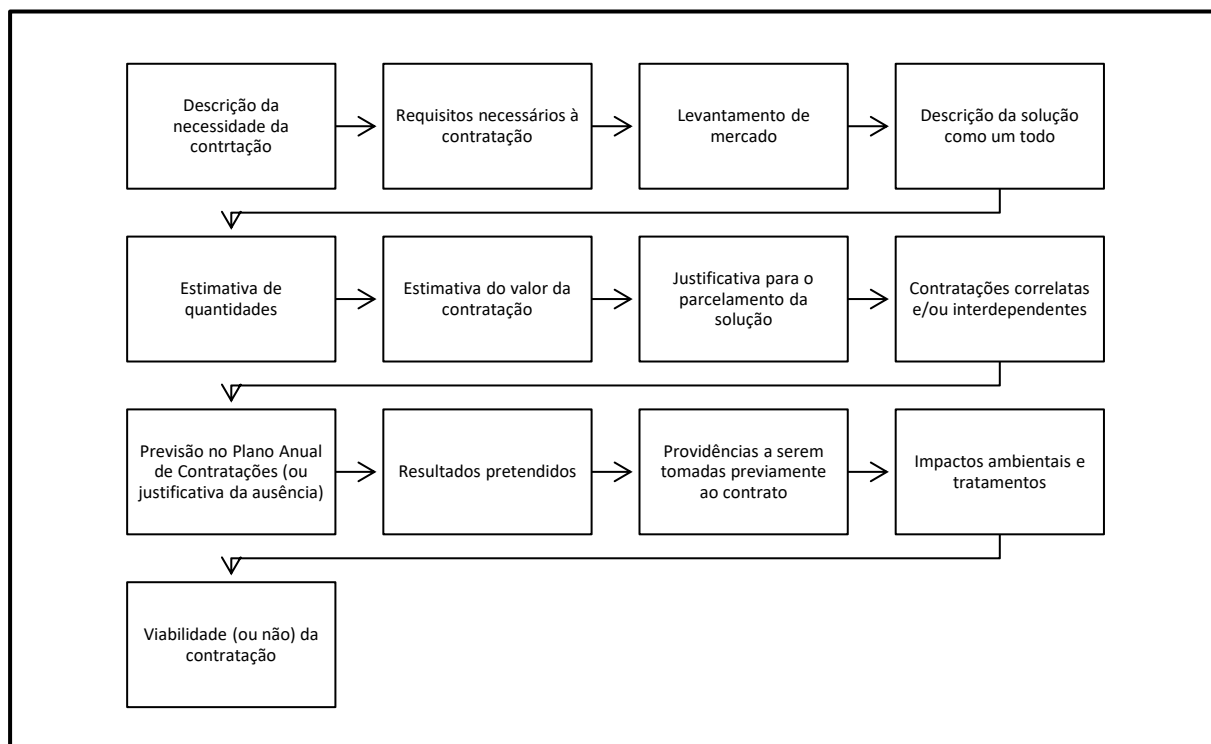 Descrição da
necessidade da
contrtação
Requisitos necessários à
contratação
Levantamento de
mercado
Descrição da solução
como um todo
Estimativa de
quantidades
Estimativa do valor da
contratação
Justificativa para o
parcelamento da
solução
Contratações correlatas
e/ou interdependentes
Previsão no Plano Anual
de Contratações (ou
justificativa da ausência)
Resultados pretendidos
Providências a serem
tomadas previamente
ao contrato
Impactos ambientais e
tratamentos
Viabilidade (ou não) da
contratação